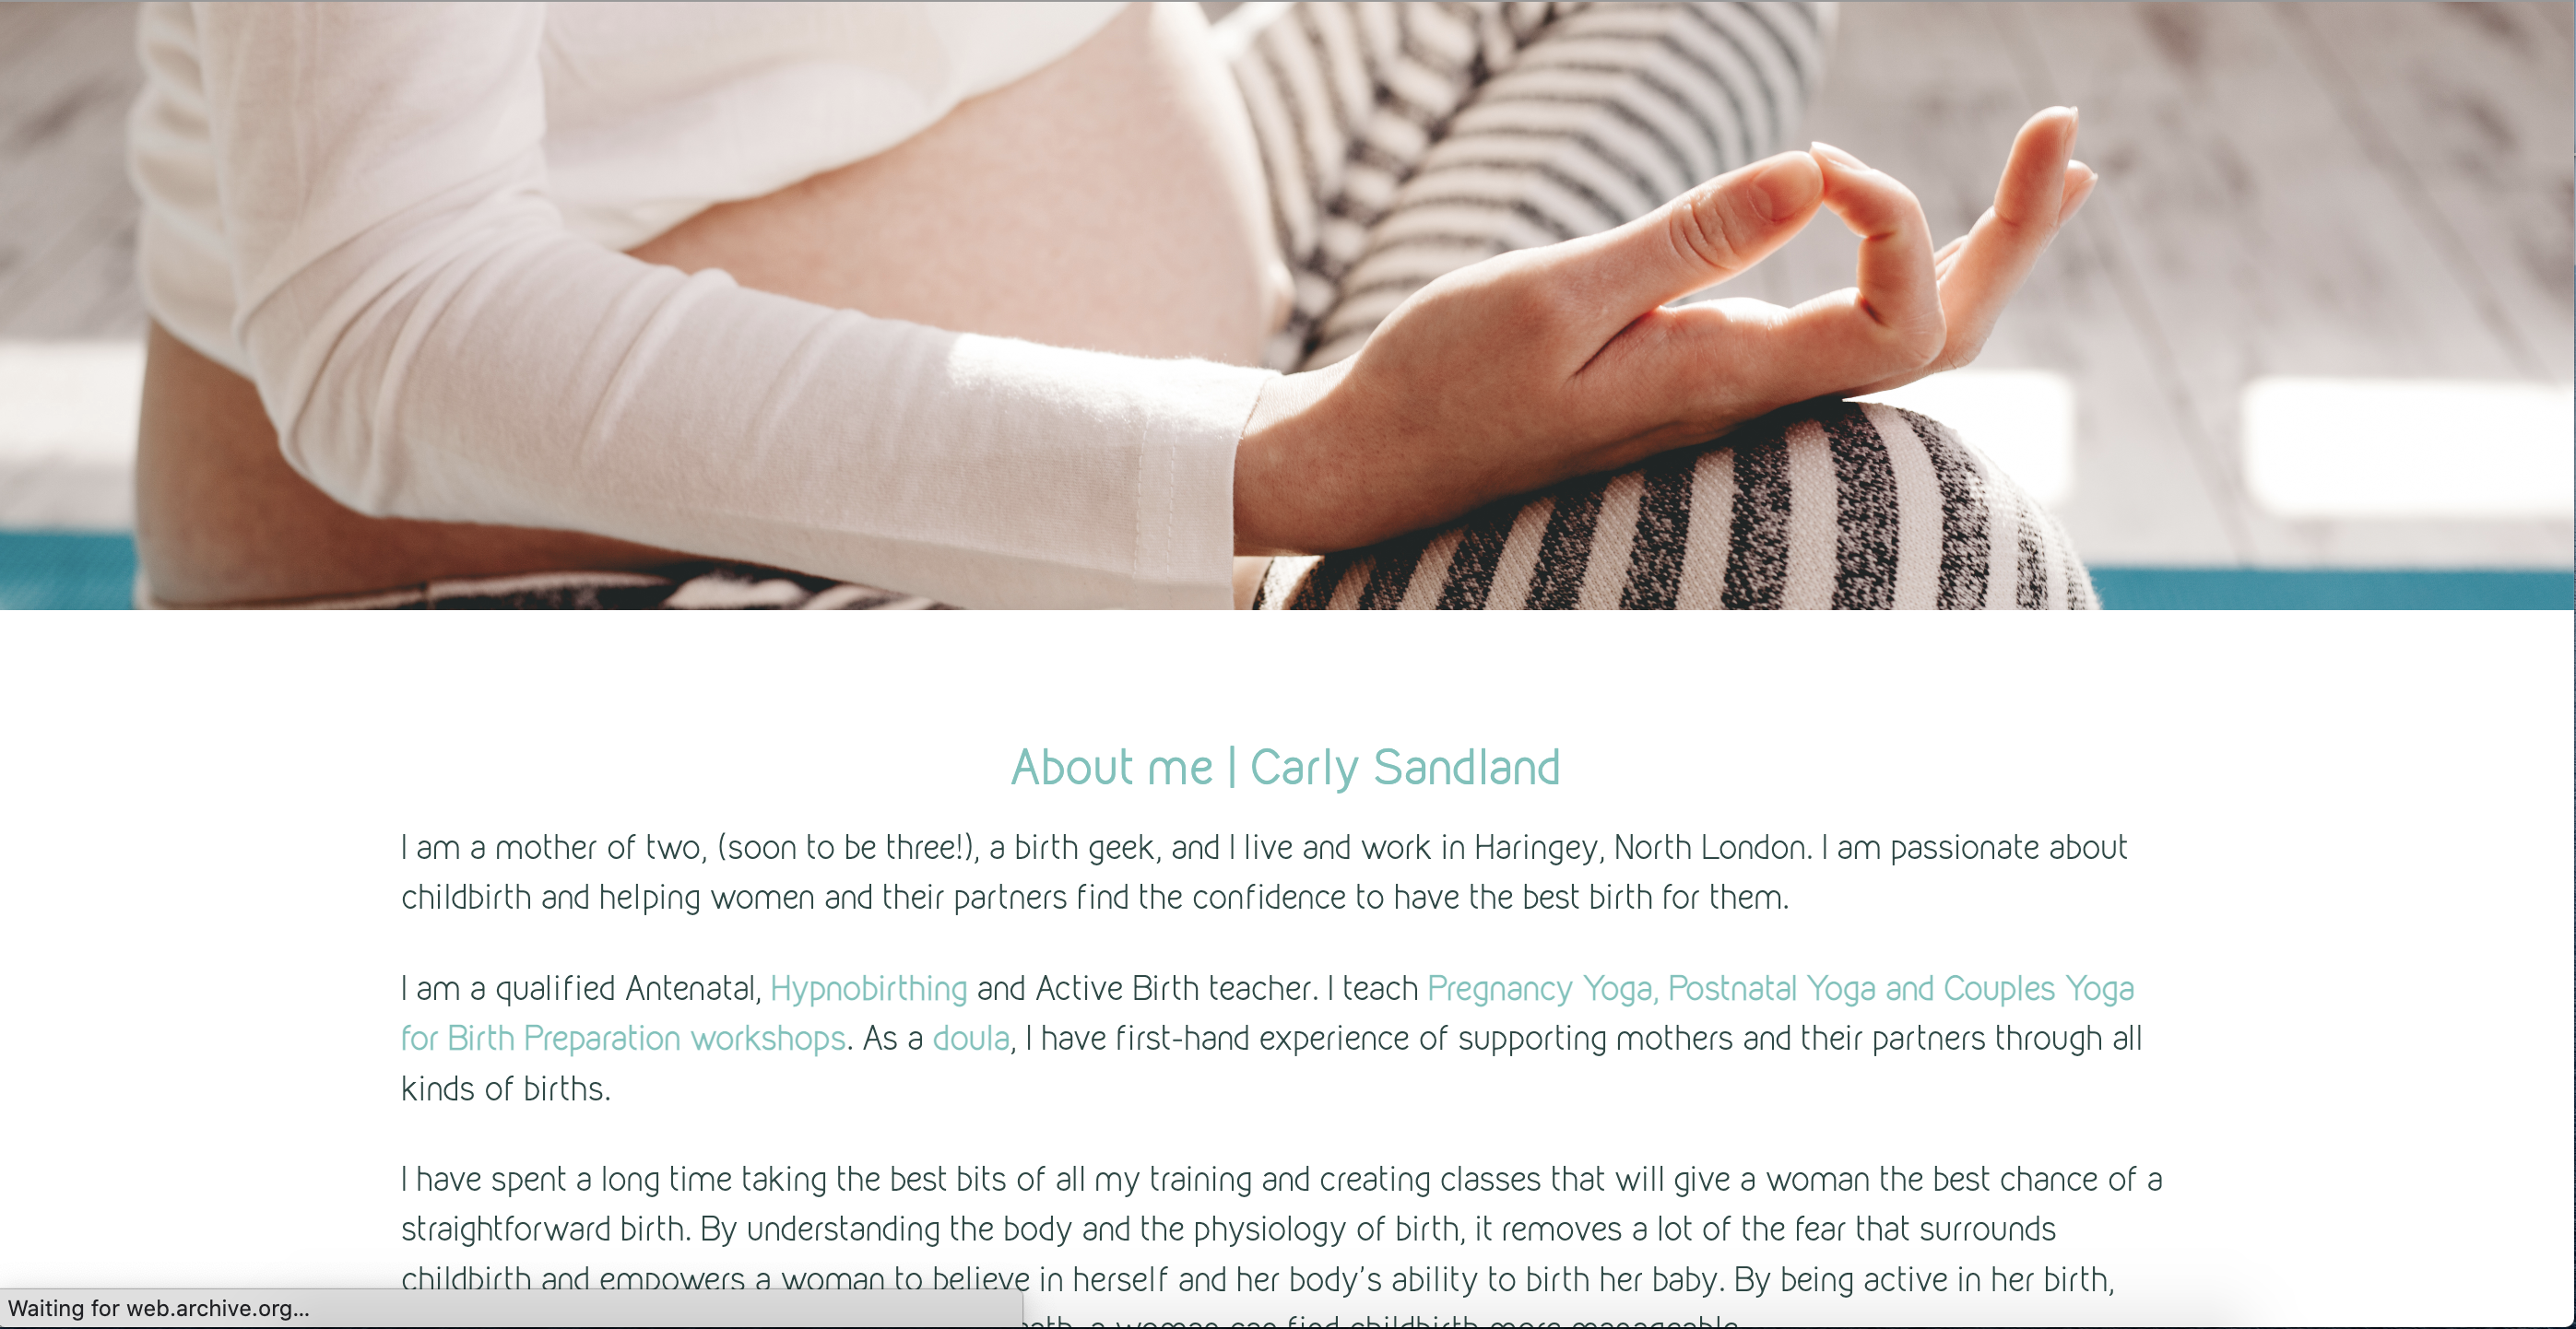 About me | Carly Sandland
I am a mother of two, (soon to be three!), a birth geek, and I live and work in Haringey, North London. I am passionate about
childbirth and helping women and their partners find the confidence to have the best birth for them.
I am a qualified Antenatal, Hypnobirthing and Active Birth teacher. I teach Pregnancy Yoga, Postnatal Yoga and Couples Yoga
for Birth Preparation workshops. As a doula, I have first-hand experience of supporting mothers and their partners through all
kinds of births.
I have spent a long time taking the best bits of all my training and creating classes that will give a woman the best chance of a
straightforward birth. By understanding the body and the physiology of birth, it removes a lot of the fear that surrounds
childbirth and empowers a woman to believe in herself and her body's ability to birth her baby. By being active in her birth,
a woman can find childbirth more manageable.
Waiting for web.archive.org...